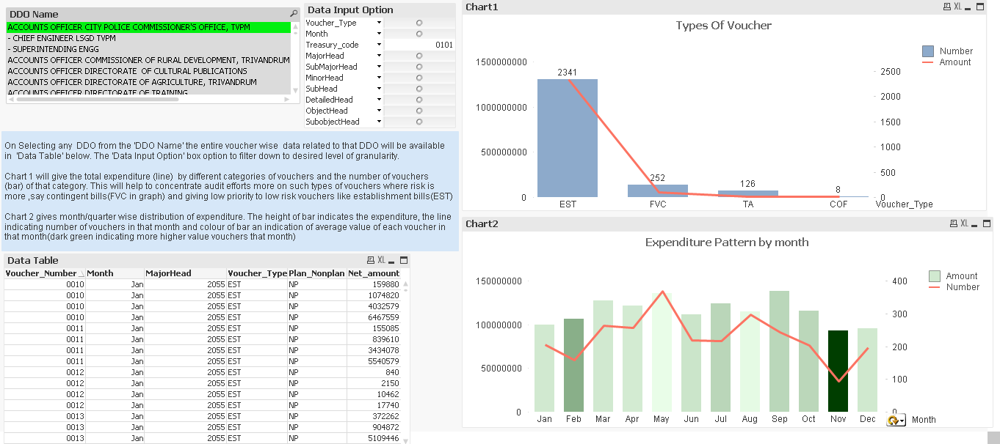 DDO Name
ACCOUNTS OFFICER CITY POLICE COMMISSIONER'S OFFICE, TVPM
- CHIEF ENGINEER LSGD TVPM
- SUPERINTENDING ENGG
ACCOUNTS OFFICER COMMISSIONER OF RURAL DEVELOPMENT, TRIVANDRUM
ACCOUNTS OFFICER DIRECTORATE OF CULTURAL PUBLICATIONS
ACCOUNTS OFFICER DIRECTORATE OF AGRICULTURE, TRIVANDRUM
ACCOUNTS OFFICER DIRECTORATE OF TRAINING
Data Input Option
Voucher_Type
Month
Treasury_code 0101
MajorHead
SubMajorHead
MinorHead
SubHead
DetailedHead
ObjectHead
SubobjectHead
On Selecting any DDO from the 'DDO Name' the entire voucher wise data related to that DDO will be available
in 'Data Table' below. The 'Data Input Option' box option to filter down to desired level of granularity.
Chart 1 will give the total expenditure (line) by different categories of vouchers and the number of vouchers
(bar) of that category. This will help to concentrate audit efforts more on such types of vouchers where risk is
more ,say contingent bills(FVC in graph) and giving low priority to low risk vouchers like establishment bills(EST)
Chart 2 gives month/quarter wise distribution of expenditure. The height of bar indicates the expenditure, the line
indicating number of vouchers in that month and colour of bar an indication of average value of each voucher in
that month(dark green indicating more higher value vouchers that month)
Data Table
XL
Voucher_Number Month MajorHead Voucher_Type Plan_Nonplan Net_amount
0010 Jan 2055 EST NP 159880
0010 Jan 2055 EST NP 1074820
0010 Jan 2055 EST NP 4032579
0010 Jan 2055 EST NP 6467559
0011 Jan 2055 EST NP 155085
0011 Jan 2055 EST NP 839610
0011 Jan 2055 EST NP 3434078
0011 Jan 2055 EST NP 5540579
0012 Jan 2055 EST NP 840
0012 Jan 2055 EST NP 2150
0012 Jan 2055 EST NP 10462
0012 Jan 2055 EST NP 17740
0013 Jan 2055 EST NP 372262
0013 Jan 2055 EST NP 904872
0013 Jan 2055 EST NP 5109446
Chart1
XL
Types Of Voucher
Number
Amount
1500000000
1000000000
500000000
0
2341
252
126
8
2500
2000
1500
1000
500
0
EST FVC TA COF Voucher_Type
Chart2
XL
Expenditure Pattern by month
Amount
Number
150000000
100000000
50000000
0
400
300
200
100
0
Jan Feb Mar Apr May Jun Jul Aug Sep Oct Nov Dec Month